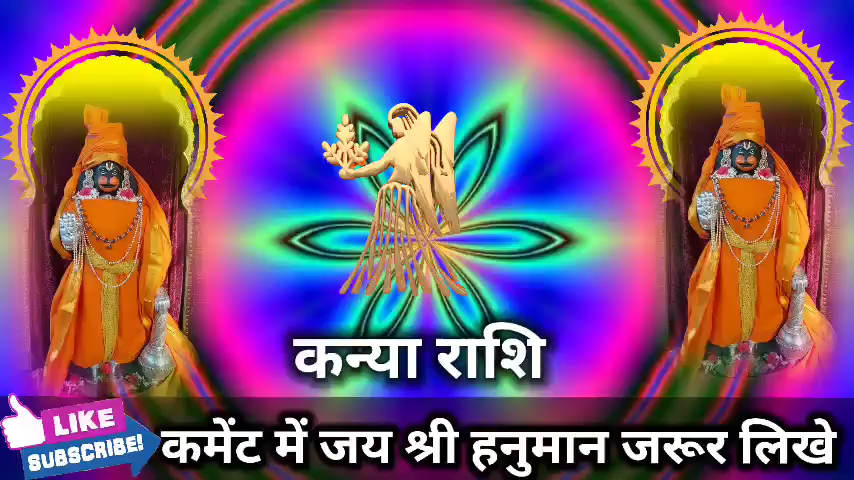 कन्या राशि
LIKE
SUBSCRIBE!
कमेंट में जय श्री हनुमान जरूर लिखे